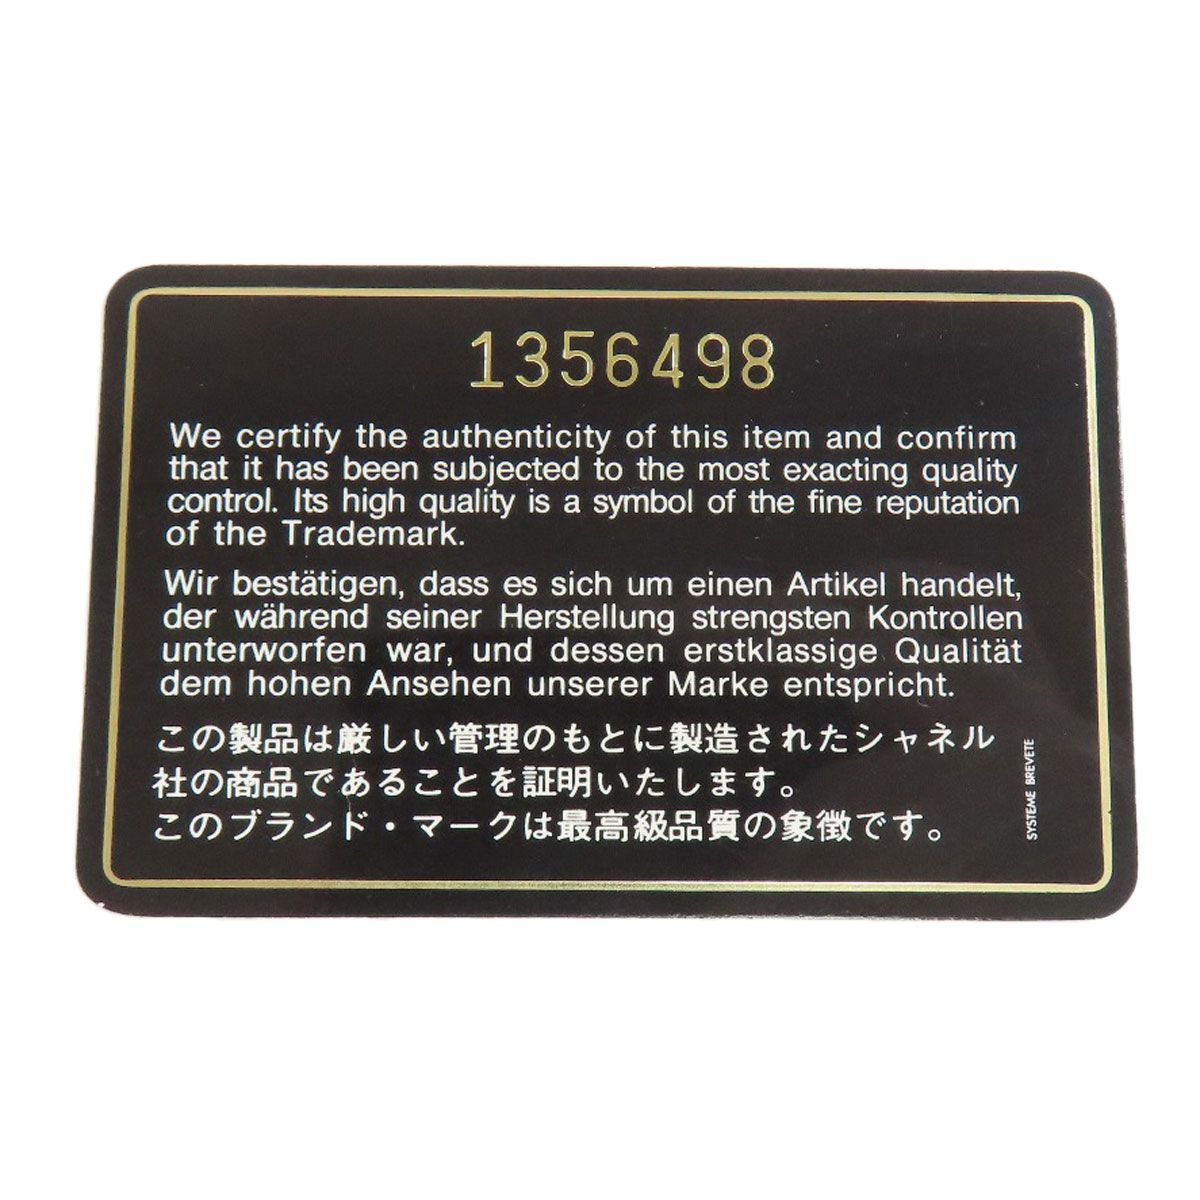 1356498
We certify the authenticity of this item and confirm
that it has been subjected to the most exacting quality
control. Its high quality is a symbol of the fine reputation
of the Trademark.
Wir bestätigen, dass es sich um einen Artikel handelt,
der während seiner Herstellung strengsten Kontrollen
unterworfen war, und dessen erstklassige Qualität
dem hohen Ansehen unserer Marke entspricht.
この製品は厳しい管理のもとに製造されたシャネル
社の商品であることを証明いたします。
このブランド・マークは最高級品質の象徴です。
SYSTEME BREVETE